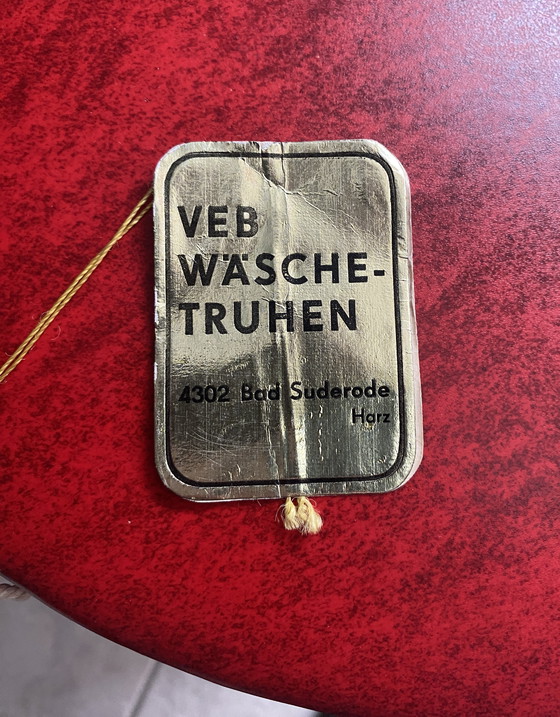 VEB
WÄSCHE-
TRUHEN
4302 Bad Suderode
Harz